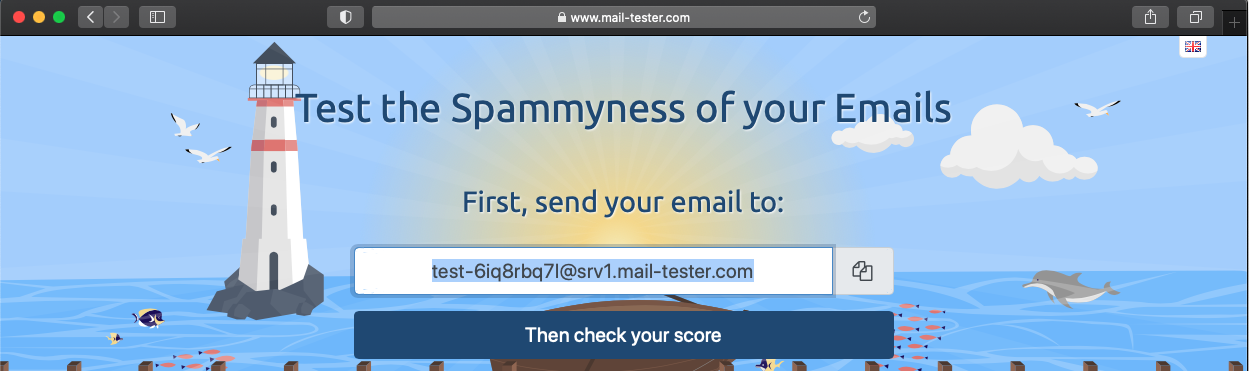 www.mail-tester.com
Test the Spammyness of your Emails
First, send your email to:
test-6iq8rbq7l@srv1.mail-tester.com
Then check your score